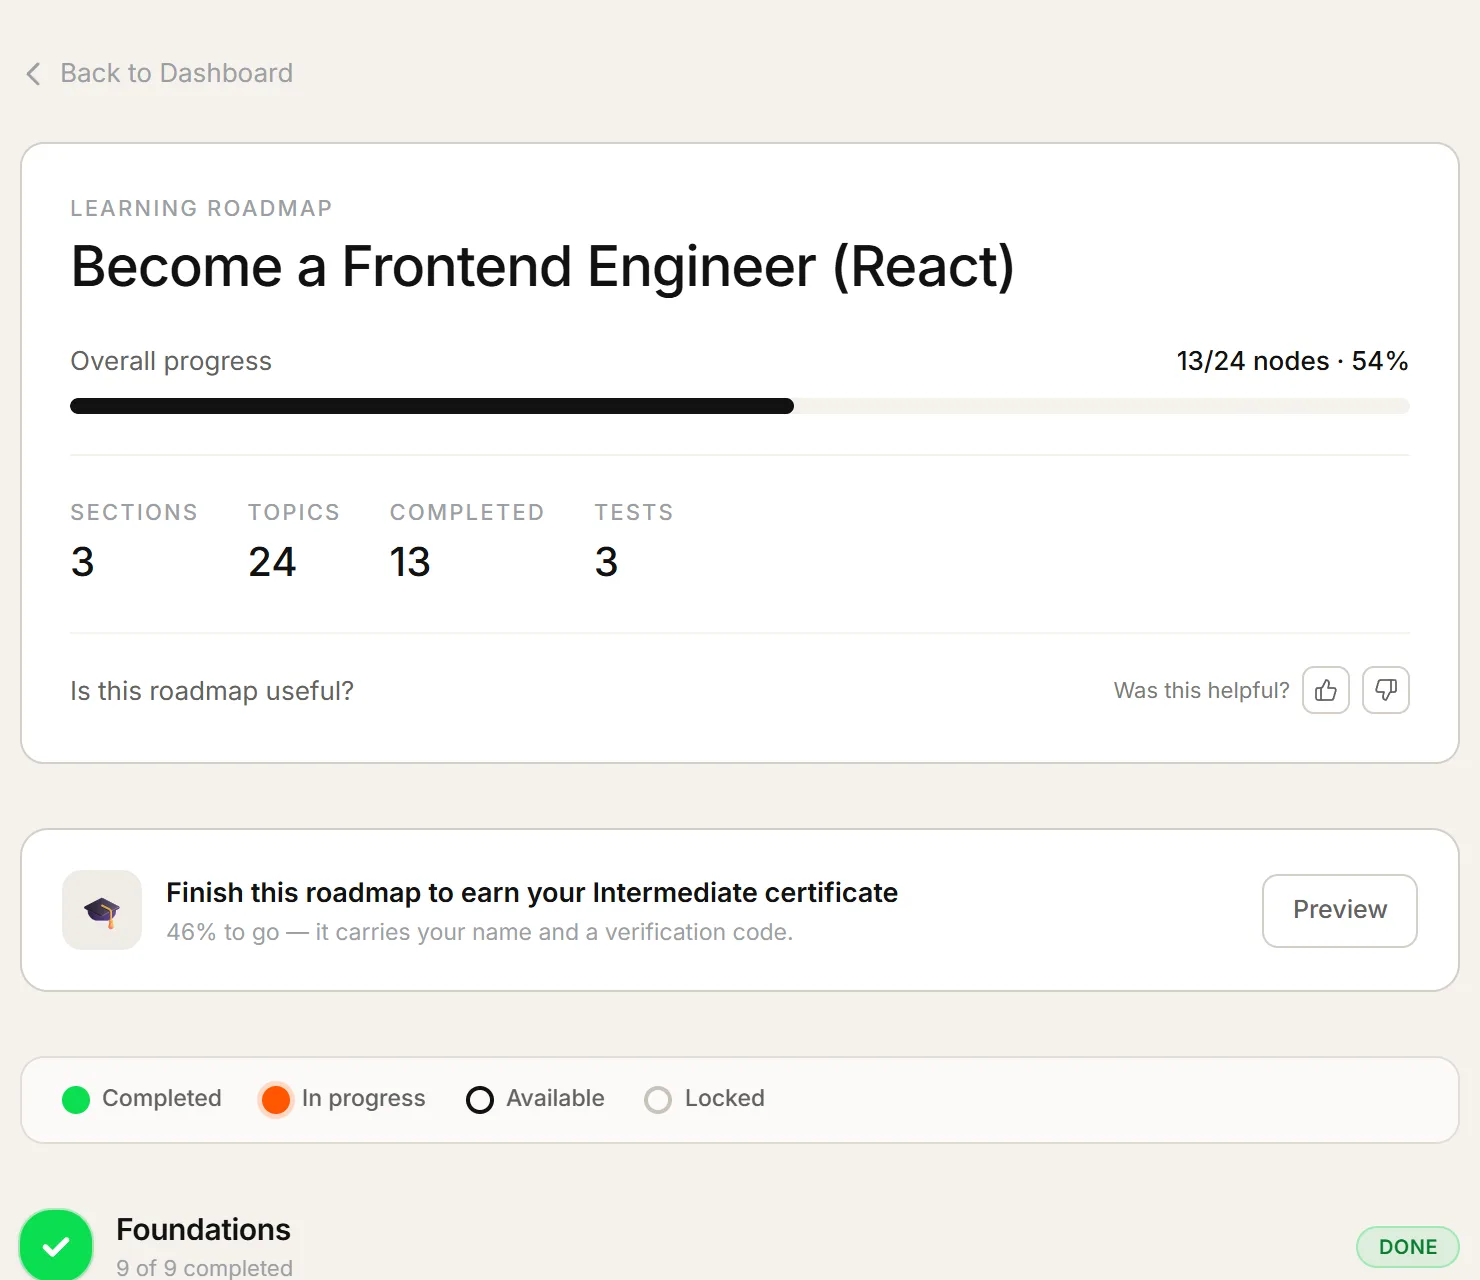 Back to Dashboard
LEARNING ROADMAP
Become a Frontend Engineer (React)
Overall progress
13/24 nodes · 54%
SECTIONS
3
TOPICS
24
COMPLETED
13
TESTS
3
Is this roadmap useful?
Was this helpful?
Finish this roadmap to earn your Intermediate certificate
46% to go — it carries your name and a verification code.
Preview
Completed
In progress
Available
Locked
Foundations
9 of 9 completed
DONE